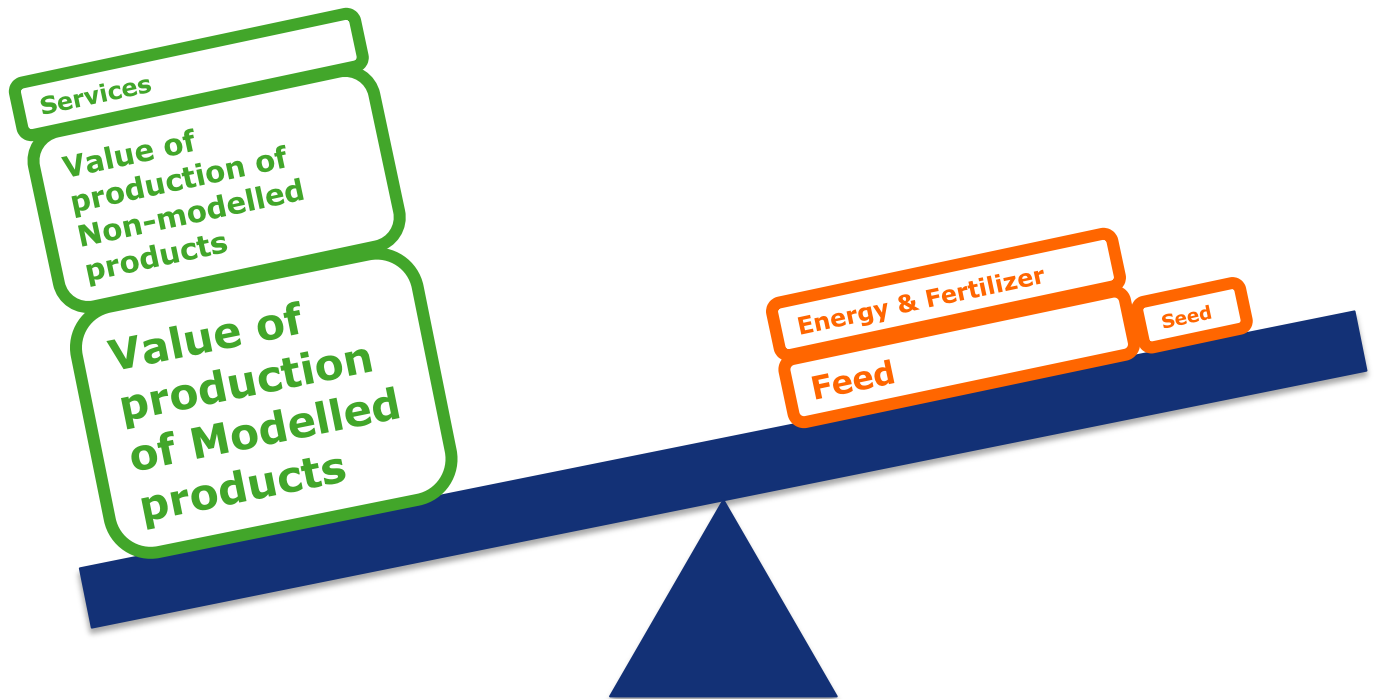 Services
Value of
production of
Non-modelled
products
Value of
production
of Modelled
products
Energy & Fertilizer
Seed
Feed